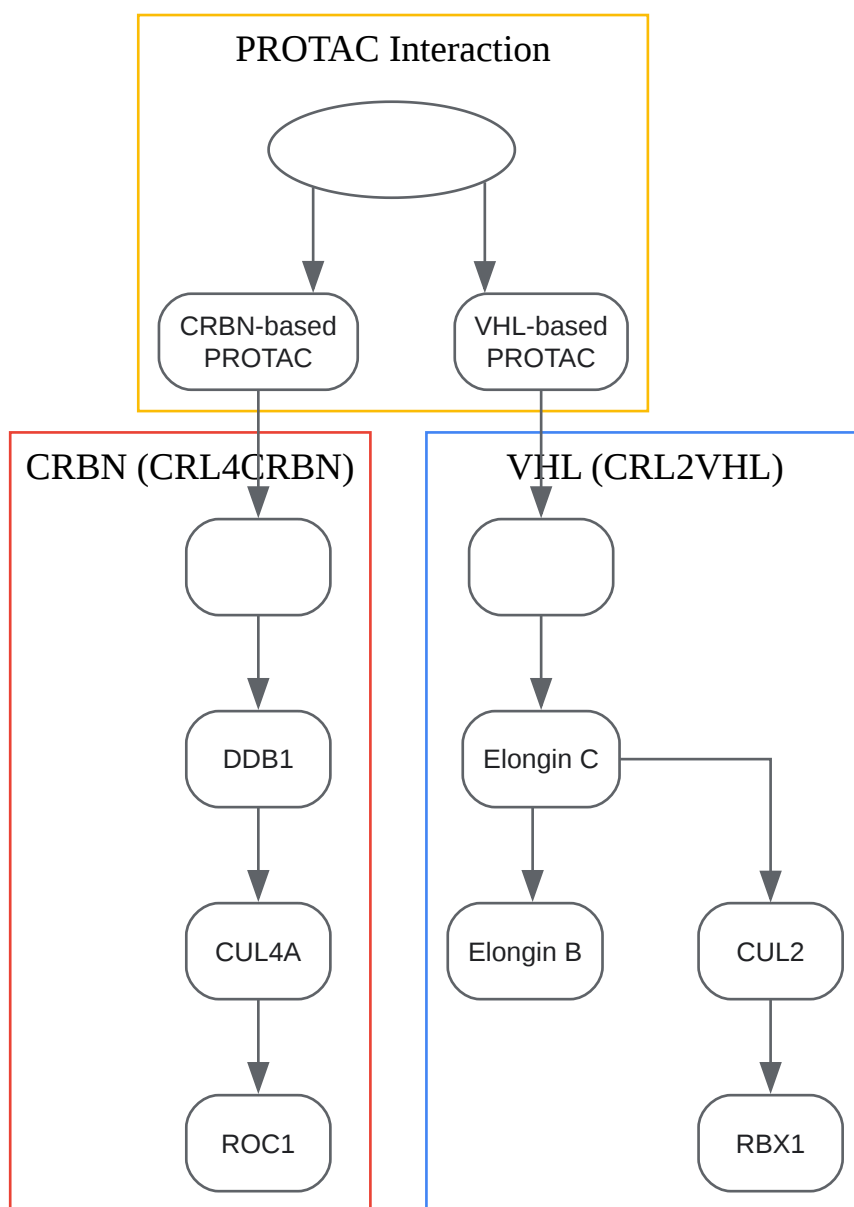 PROTAC Interaction
CRBN-based
PROTAC
VHL-based
PROTAC
CRBN (CRL4CRBN)
VHL (CRL2VHL)
DDB1
Elongin C
CUL4A
Elongin B
CUL2
ROC1
RBX1